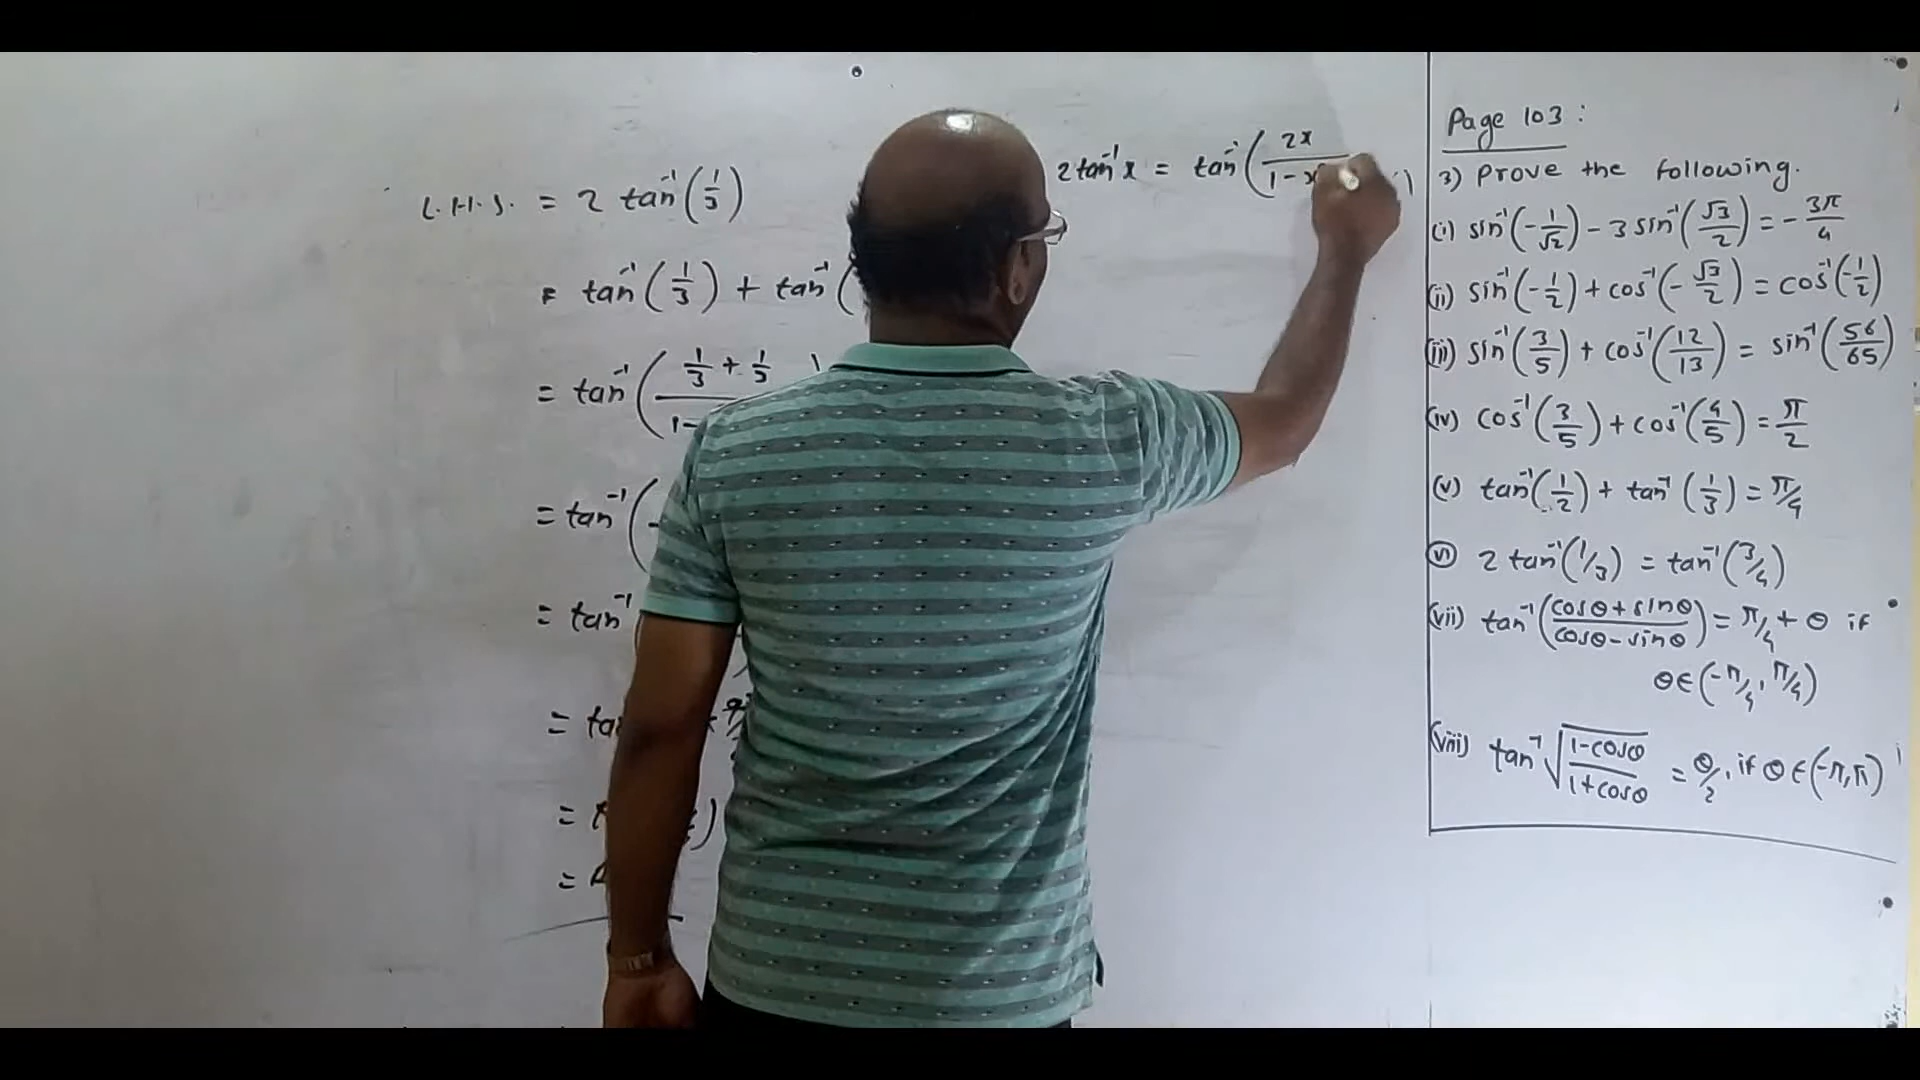 L.H.S. = 2 tan⁻¹(1/3)
= tan⁻¹(1/3) + tan⁻¹(
= tan⁻¹( 1/3 + 1/3
1-
= tan⁻¹(
= tan⁻¹
=
=
=
2tan⁻¹x = tan⁻¹(2x/1-x
Page 103 :
3) Prove the following.
(i) sin⁻¹(-1/√2) - 3 sin⁻¹(√3/2) = - 3π/4
(ii) sin⁻¹(-1/2) + cos⁻¹(-√3/2) = cos⁻¹(-1/2)
(iii) sin⁻¹(3/5) + cos⁻¹(12/13) = sin⁻¹(56/65)
(iv) cos⁻¹(3/5) + cos⁻¹(4/5) = π/2
(v) tan⁻¹(1/2) + tan⁻¹(1/3) = π/4
(vi) 2 tan⁻¹(1/3) = tan⁻¹(3/4)
(vii) tan⁻¹(cosθ+sinθ/cosθ-sinθ) = π/4 + θ if
θ∈(-π/4, π/4)
(viii) tan⁻¹√(1-cosθ/1+cosθ) = θ/2, if θ∈(-π,π)